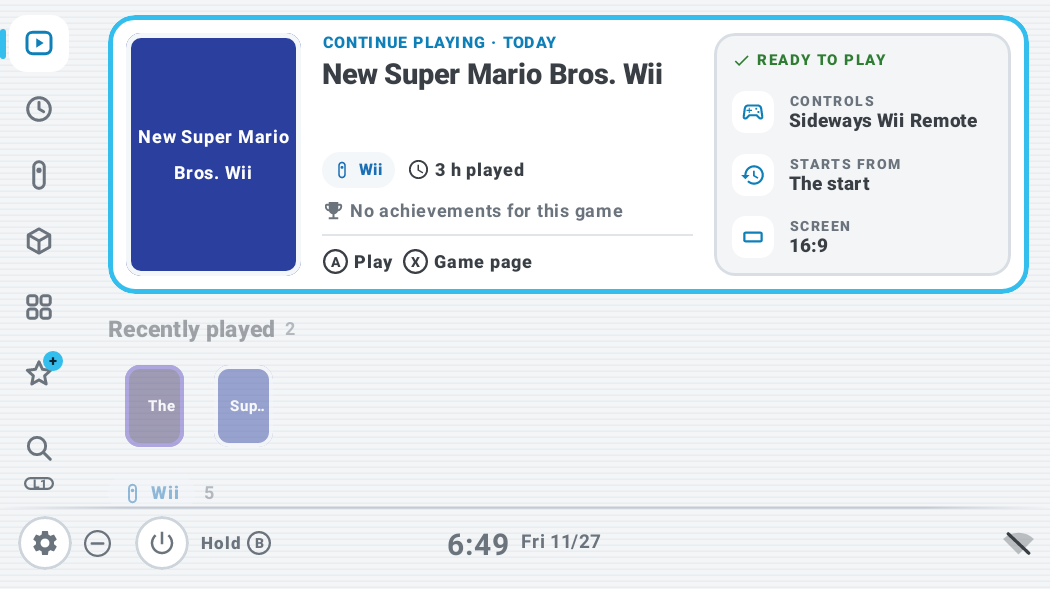 CONTINUE PLAYING · TODAY
New Super Mario Bros. Wii
New Super Mario
Bros. Wii
Wii
3 h played
No achievements for this game
A Play X Game page
READY TO PLAY
CONTROLS
Sideways Wii Remote
STARTS FROM
The start
SCREEN
16:9
Recently played 2
+
The
Sup..
L1
Wii 5
Hold B
6:49 Fri 11/27